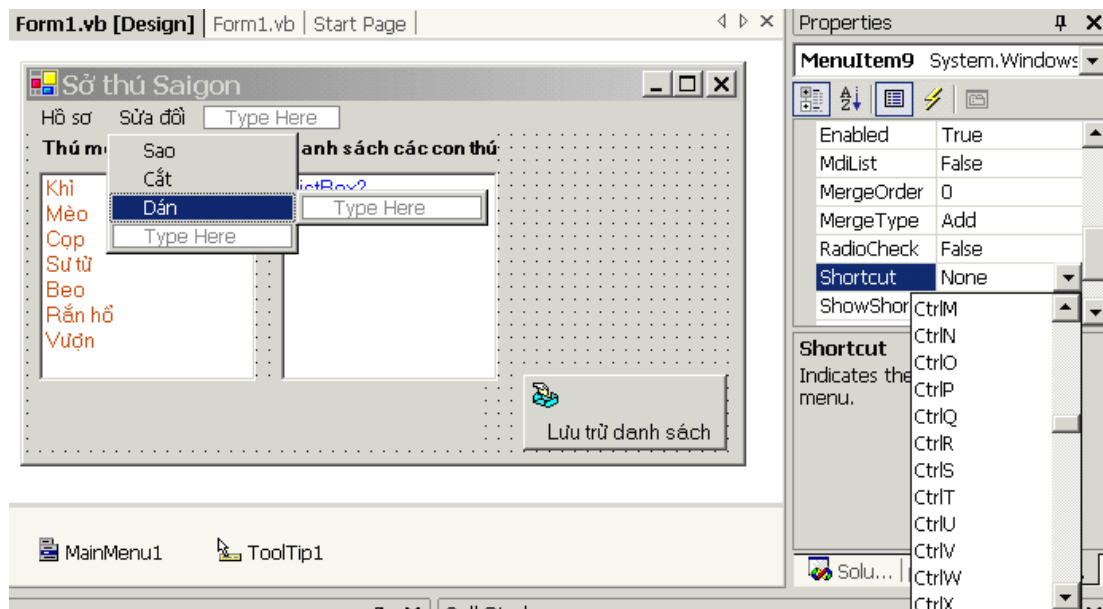 Form1.vb [Design] Form1.vb Start Page
Sở thú Saigon
Hồ sơ Sửa đổi Type Here
Thú m anh sách các con thú
Sao
Cắt
Dán Type Here
Type Here
Khỉ
Mèo
Cọp
Sư tử
Beo
Rắn hổ
Vượn
istBox2
Lưu trữ danh sách
MainMenu1 ToolTip1
Properties
MenuItem9 System.Windows
Enabled True
MdiList False
MergeOrder 0
MergeType Add
RadioCheck False
Shortcut None
ShowShor
CtrlM
CtrlN
CtrlO
CtrlP
CtrlQ
CtrlR
CtrlS
CtrlT
CtrlU
CtrlV
CtrlW
CtrlX
Shortcut
Indicates the
menu.
Solu...